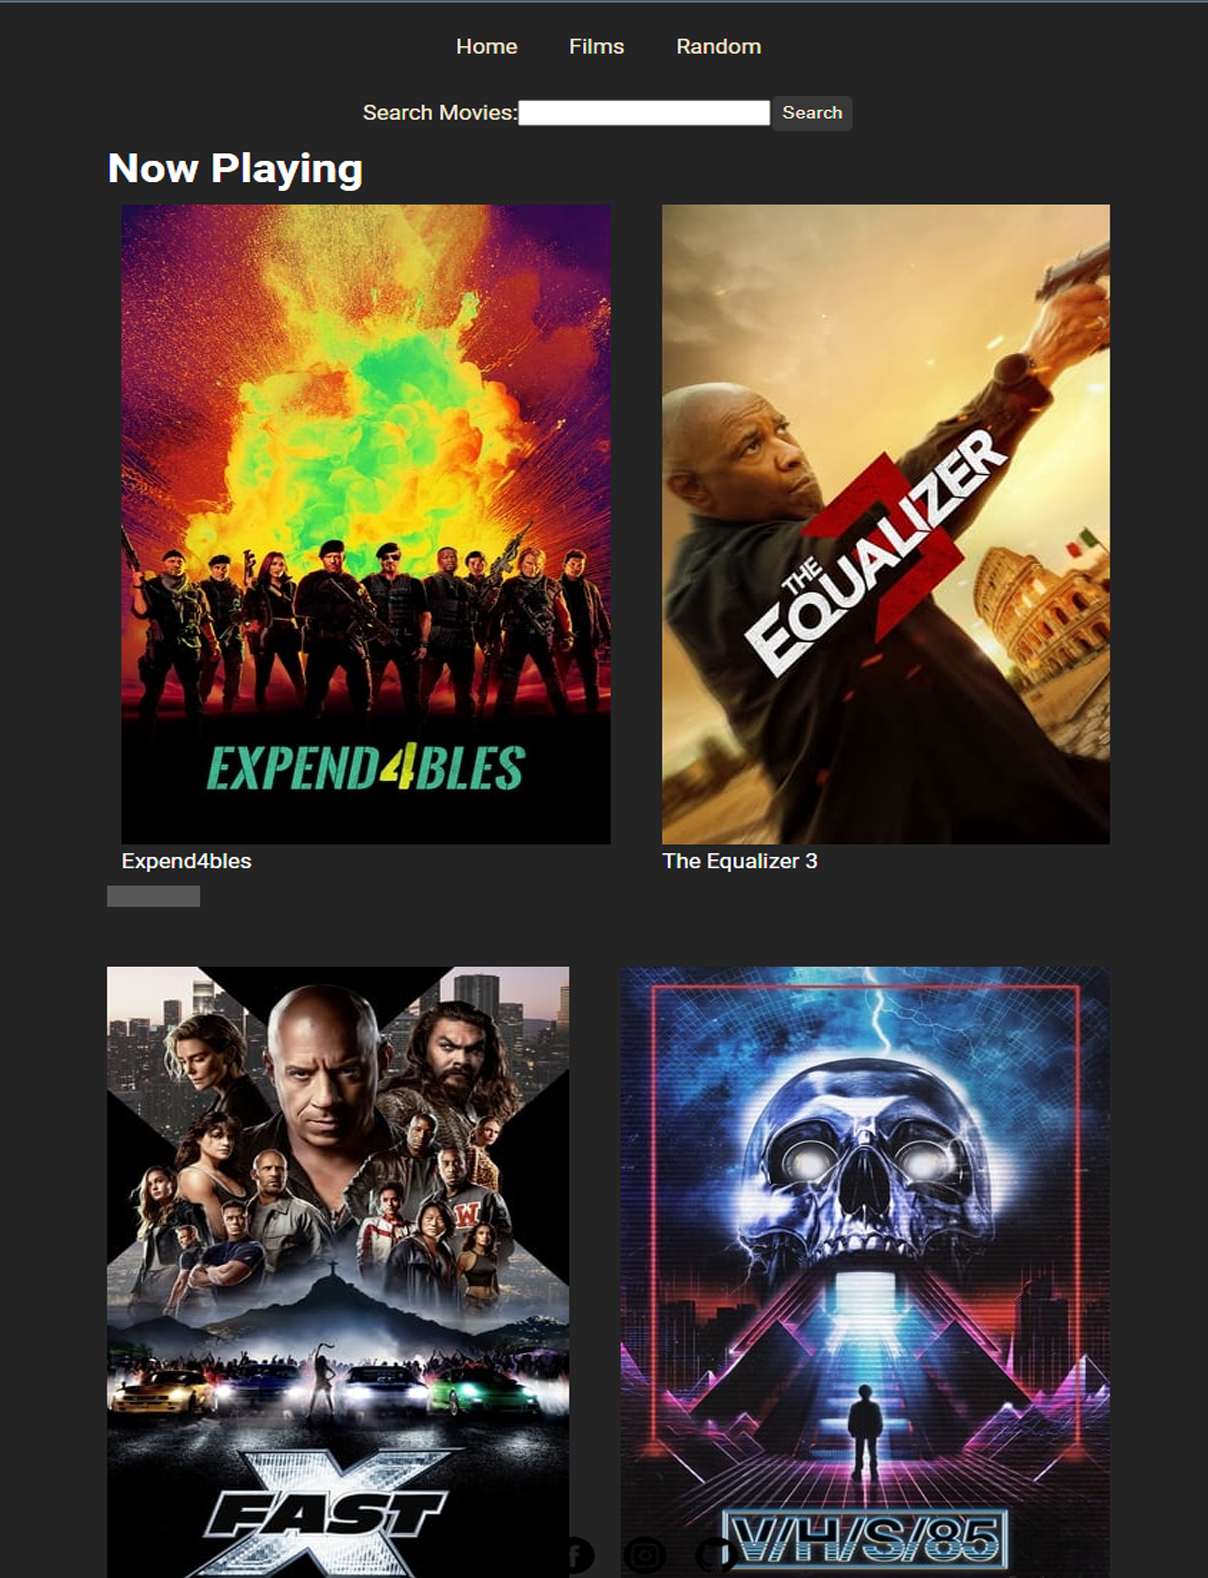 Home Films Random
Search Movies: Search
Now Playing
EXPEND4BLES
THE
EQUALIZER
3
Expend4bles
The Equalizer 3
W
FAST
X
V/H/S/85